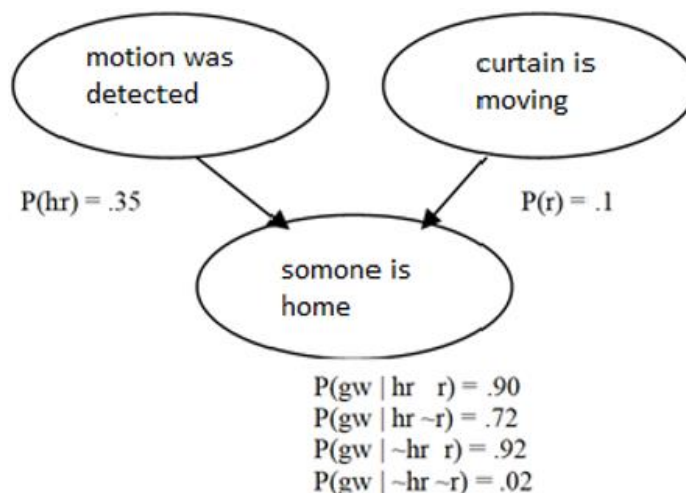 motion was
detected
curtain is
moving
P(hr) = .35
P(r) = .1
somone is
home
P(gw | hr r) = .90
P(gw | hr ~r) = .72
P(gw | ~hr r) = .92
P(gw | ~hr ~r) = .02